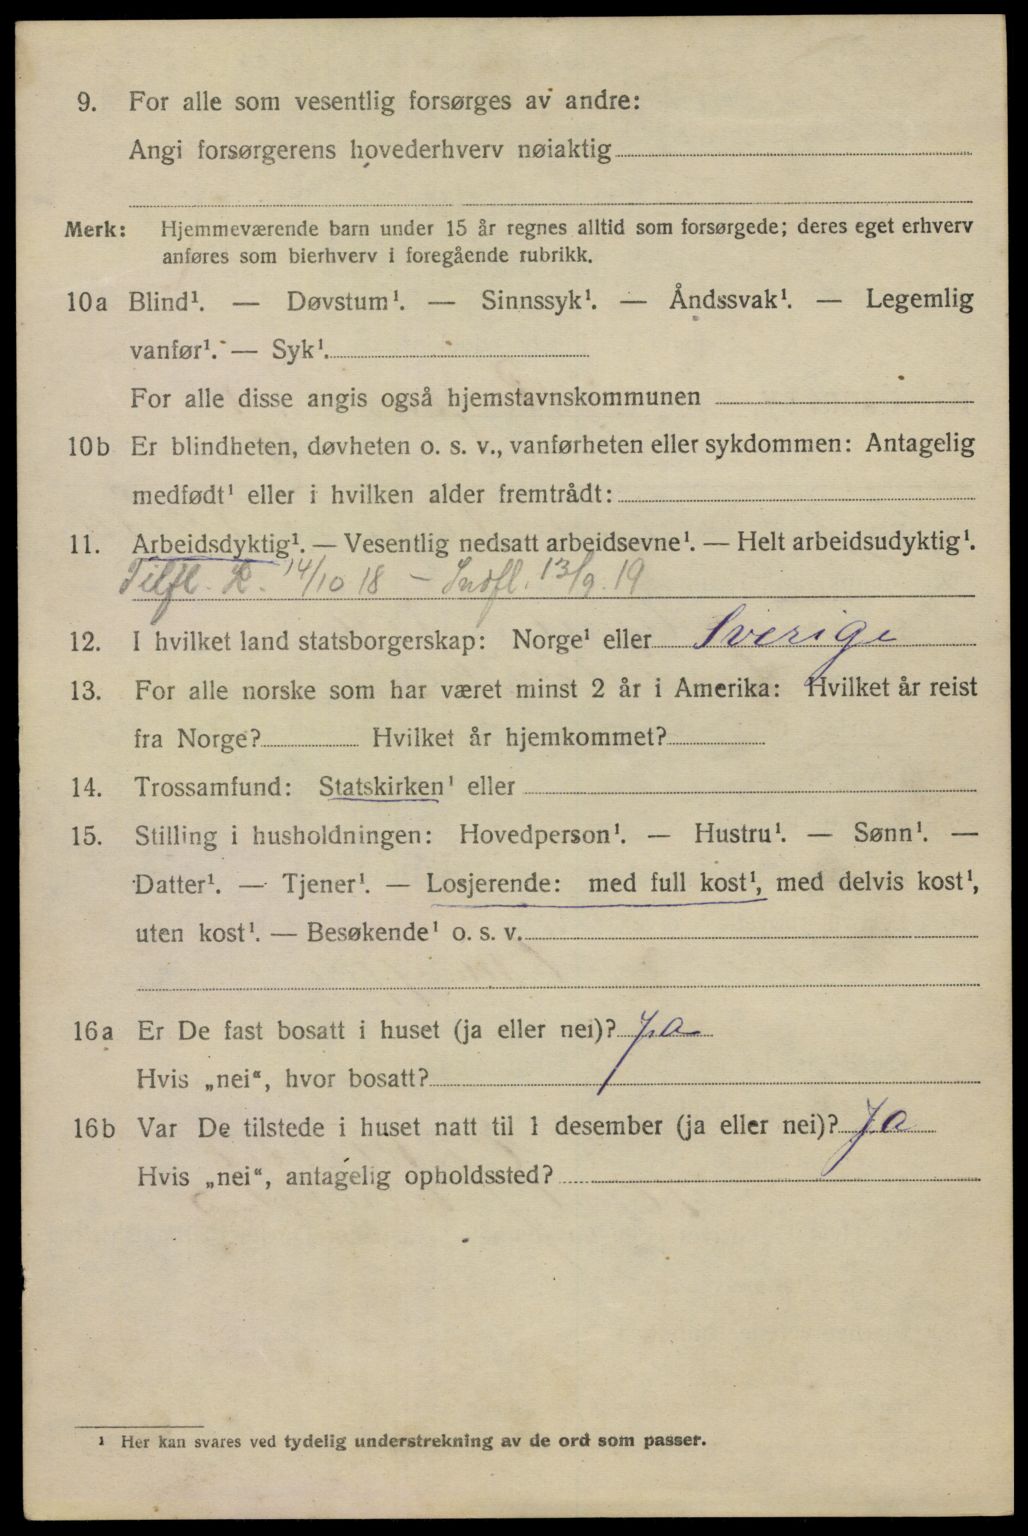 9. For alle som vesentlig forsørges av andre:
Angi forsørgerens hovederhverv nøiaktig
Merk: Hjemmeværende barn under 15 år regnes alltid som forsørgede; deres eget erhverv
anføres som bierhverv i foregående rubrikk.
10a Blind¹. — Døvstum¹. — Sinnssyk¹. — Åndssvak¹. — Legemlig
vanfør¹. — Syk¹.
For alle disse angis også hjemstavnskommunen
10b Er blindheten, døvheten o. s. v., vanførheten eller sykdommen: Antagelig
medfødt¹ eller i hvilken alder fremtrådt:
11. Arbeidsdyktig¹. — Vesentlig nedsatt arbeidsevne¹. — Helt arbeidsudyktig¹.
Tilfl. K. 14/10 18 – Indfl. 13/9. 19
12. I hvilket land statsborgerskap: Norge¹ eller Sverige
13. For alle norske som har været minst 2 år i Amerika: Hvilket år reist
fra Norge? Hvilket år hjemkommet?
14. Trossamfund: Statskirken¹ eller
15. Stilling i husholdningen: Hovedperson¹. — Hustru¹. — Sønn¹. —
Datter¹. — Tjener¹. — Losjerende: med full kost¹, med delvis kost¹,
uten kost¹. — Besøkende¹ o. s. v.
16a Er De fast bosatt i huset (ja eller nei)? Ja
Hvis „nei“, hvor bosatt?
16b Var De tilstede i huset natt til 1 desember (ja eller nei)? Ja
Hvis „nei“, antagelig opholdssted?
¹ Her kan svares ved tydelig understrekning av de ord som passer.